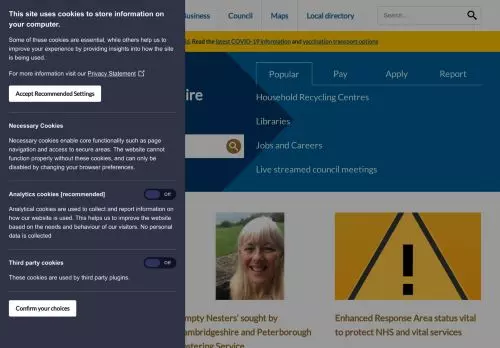 This site uses cookies to store information on
your computer.
Some of these cookies are essential, while others help us to
improve your experience by providing insights into how the site
is being used.
For more information visit our Privacy Statement
Accept Recommended Settings
Necessary Cookies
Necessary cookies enable core functionality such as page
navigation and access to secure areas. The website cannot
function properly without these cookies, and can only be
disabled by changing your browser preferences.
Analytics cookies [recommended]
Off
Analytical cookies are used to collect and report information on
how our website is used. This helps us to improve the website
based on the needs and behaviour of our visitors. No personal
data is collected
Third party cookies
Off
These cookies are used by third party plugins.
Confirm your choices
Business
Council
Maps
Local directory
Search...
Read the latest COVID-19 information and vaccination transport options
ire
Popular
Pay
Apply
Report
Household Recycling Centres
Libraries
Jobs and Careers
Live streamed council meetings
mpty Nesters' sought by
ambridgeshire and Peterborough
stering Service
Enhanced Response Area status vital
to protect NHS and vital services